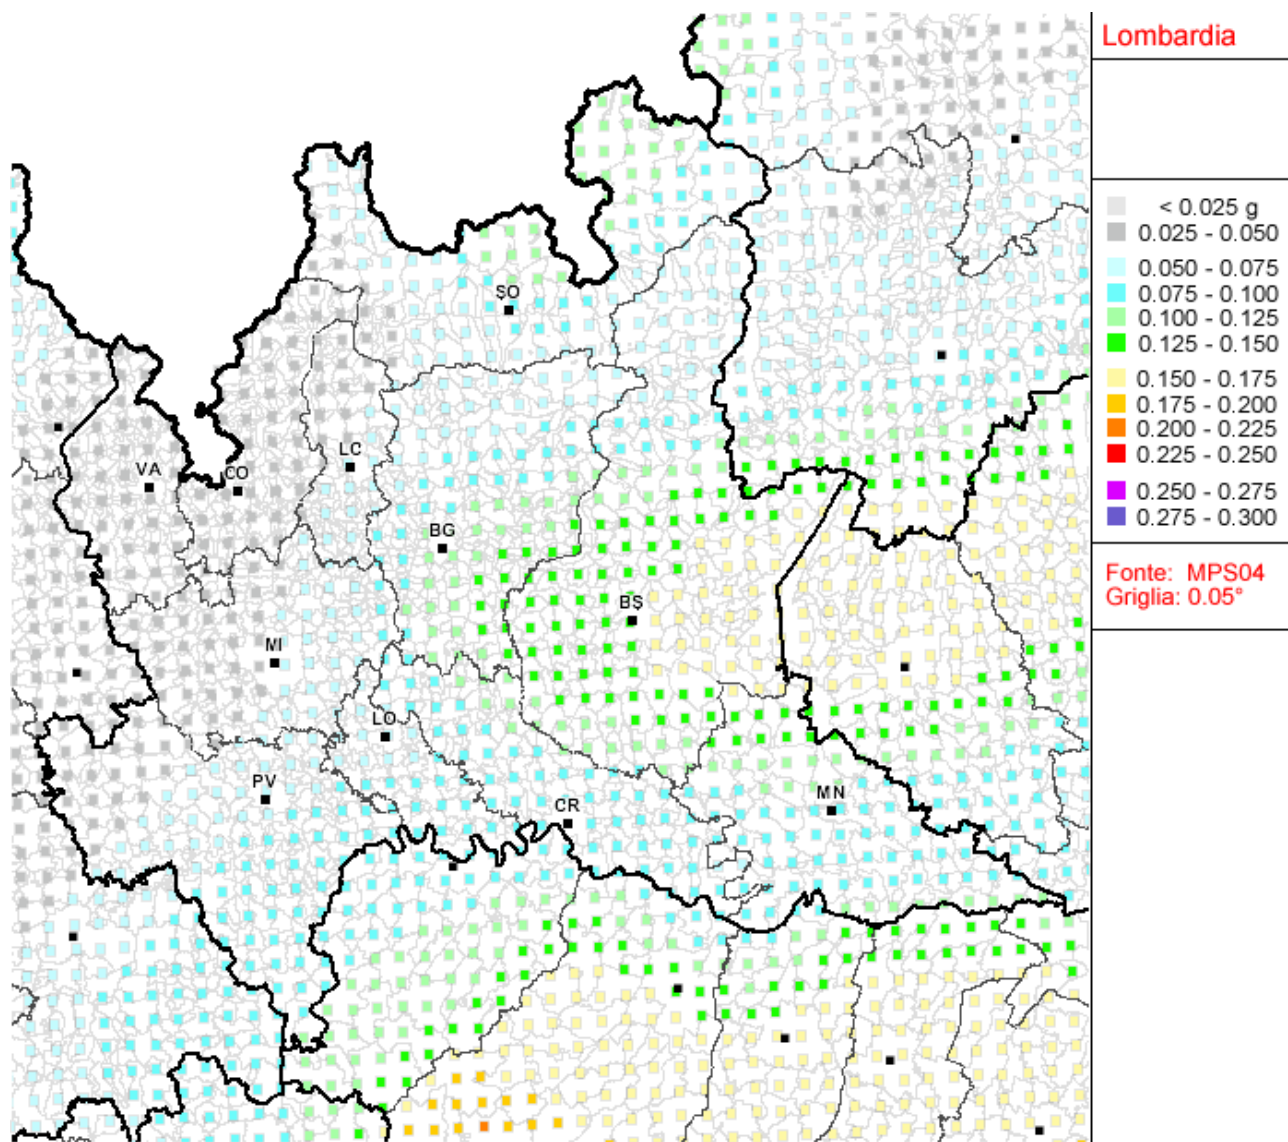 Lombardia
< 0.025 g
0.025 - 0.050
0.050 - 0.075
0.075 - 0.100
0.100 - 0.125
0.125 - 0.150
0.150 - 0.175
0.175 - 0.200
0.200 - 0.225
0.225 - 0.250
0.250 - 0.275
0.275 - 0.300
Fonte: MPS04
Griglia: 0.05°
SO
LC
VA
CO
BG
BS
MI
LO
PV
MN
CR